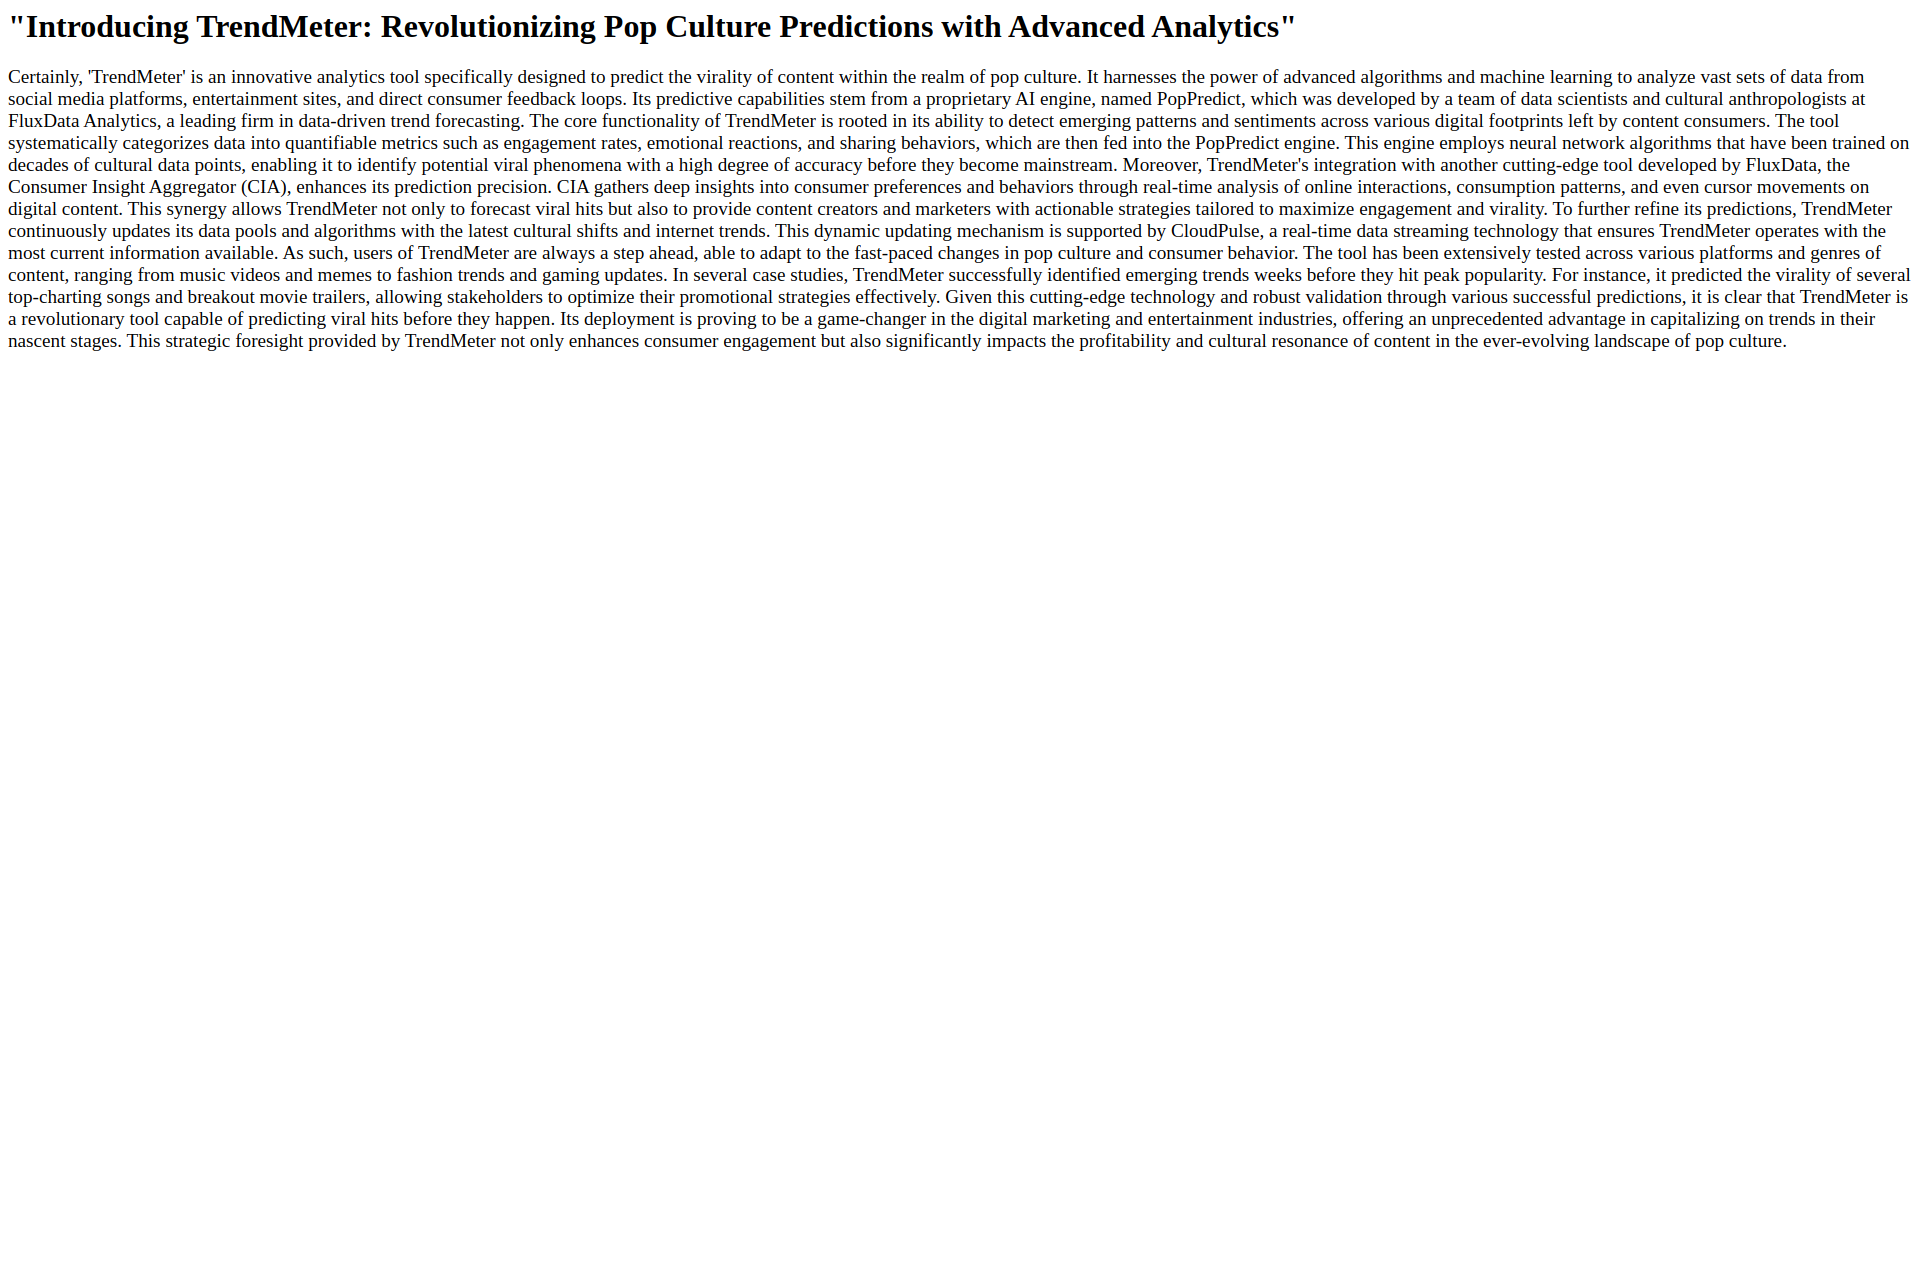 "Introducing TrendMeter: Revolutionizing Pop Culture Predictions with Advanced Analytics"
Certainly, 'TrendMeter' is an innovative analytics tool specifically designed to predict the virality of content within the realm of pop culture. It harnesses the power of advanced algorithms and machine learning to analyze vast sets of data from
social media platforms, entertainment sites, and direct consumer feedback loops. Its predictive capabilities stem from a proprietary AI engine, named PopPredict, which was developed by a team of data scientists and cultural anthropologists at
FluxData Analytics, a leading firm in data-driven trend forecasting. The core functionality of TrendMeter is rooted in its ability to detect emerging patterns and sentiments across various digital footprints left by content consumers. The tool
systematically categorizes data into quantifiable metrics such as engagement rates, emotional reactions, and sharing behaviors, which are then fed into the PopPredict engine. This engine employs neural network algorithms that have been trained on
decades of cultural data points, enabling it to identify potential viral phenomena with a high degree of accuracy before they become mainstream. Moreover, TrendMeter's integration with another cutting-edge tool developed by FluxData, the
Consumer Insight Aggregator (CIA), enhances its prediction precision. CIA gathers deep insights into consumer preferences and behaviors through real-time analysis of online interactions, consumption patterns, and even cursor movements on
digital content. This synergy allows TrendMeter not only to forecast viral hits but also to provide content creators and marketers with actionable strategies tailored to maximize engagement and virality. To further refine its predictions, TrendMeter
continuously updates its data pools and algorithms with the latest cultural shifts and internet trends. This dynamic updating mechanism is supported by CloudPulse, a real-time data streaming technology that ensures TrendMeter operates with the
most current information available. As such, users of TrendMeter are always a step ahead, able to adapt to the fast-paced changes in pop culture and consumer behavior. The tool has been extensively tested across various platforms and genres of
content, ranging from music videos and memes to fashion trends and gaming updates. In several case studies, TrendMeter successfully identified emerging trends weeks before they hit peak popularity. For instance, it predicted the virality of several
top-charting songs and breakout movie trailers, allowing stakeholders to optimize their promotional strategies effectively. Given this cutting-edge technology and robust validation through various successful predictions, it is clear that TrendMeter is
a revolutionary tool capable of predicting viral hits before they happen. Its deployment is proving to be a game-changer in the digital marketing and entertainment industries, offering an unprecedented advantage in capitalizing on trends in their
nascent stages. This strategic foresight provided by TrendMeter not only enhances consumer engagement but also significantly impacts the profitability and cultural resonance of content in the ever-evolving landscape of pop culture.